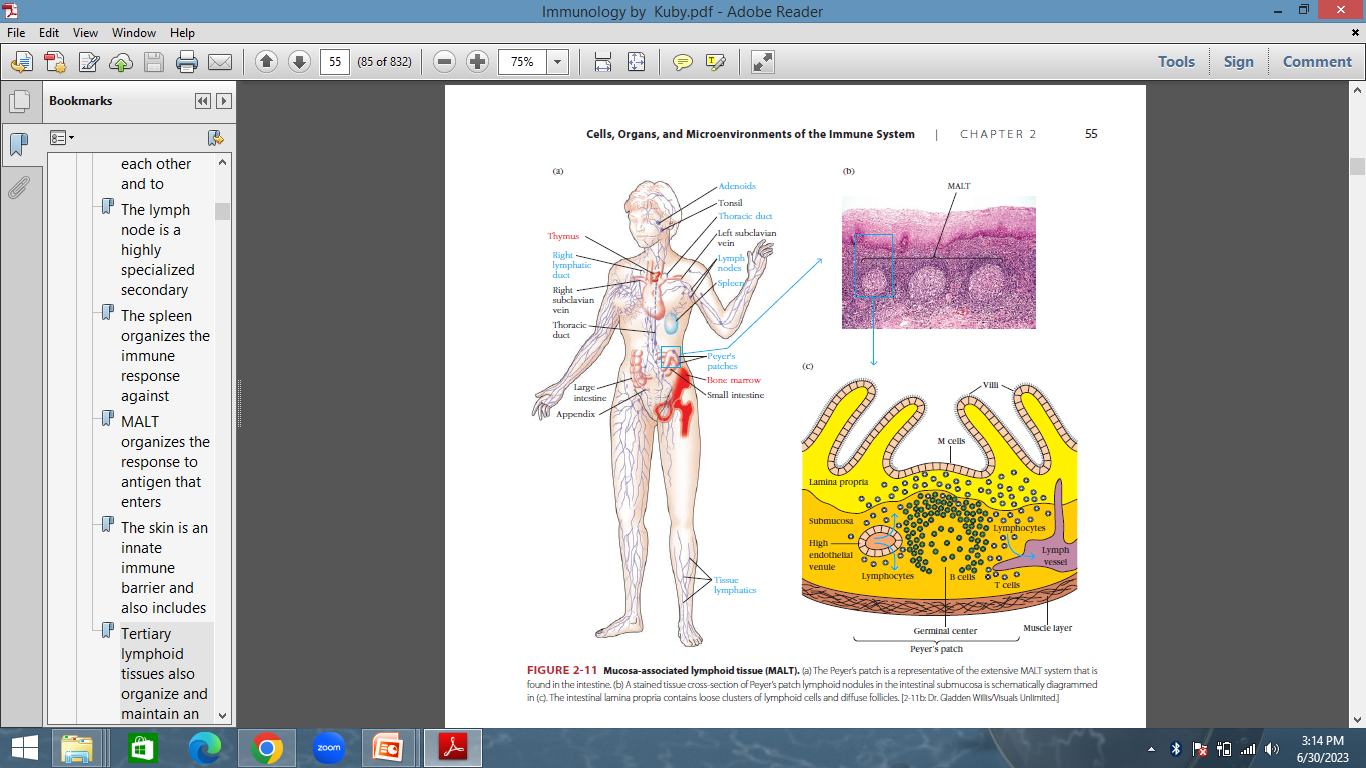 Immunology by Kuby.pdf - Adobe Reader
File Edit View Window Help
55 (85 of 832) 75% Tools Sign Comment
Bookmarks
each other
and to
The lymph
node is a
highly
specialized
secondary
The spleen
organizes the
immune
response
against
MALT
organizes the
response to
antigen that
enters
The skin is an
innate
immune
barrier and
also includes
Tertiary
lymphoid
tissues also
organize and
maintain an
Cells, Organs, and Microenvironments of the Immune System | CHAPTER 2 55
(a)
Adenoids
Tonsil
Thoracic duct
Left subclavian
vein
Lymph
nodes
Spleen
Thymus
Right
lymphatic
duct
Right
subclavian
vein
Thoracic
duct
Peyer's
patches
Bone marrow
Small intestine
Large
intestine
Appendix
Tissue
lymphatics
(b)
MALT
(c)
Villi
M cells
Lamina propria
Submucosa
High
endothelial
venule
Lymphocytes
Lymphocytes
Lymph
vessel
B cells
T cells
Germinal center
Muscle layer
Peyer's patch
FIGURE 2-11 Mucosa-associated lymphoid tissue (MALT). (a) The Peyer's patch is a representative of the extensive MALT system that is
found in the intestine. (b) A stained tissue cross-section of Peyer's patch lymphoid nodules in the intestinal submucosa is schematically diagrammed
in (c). The intestinal lamina propria contains loose clusters of lymphoid cells and diffuse follicles. [2-11b: Dr. Gladden Willis/Visuals Unlimited.]
zoom
3:14 PM
6/30/2023